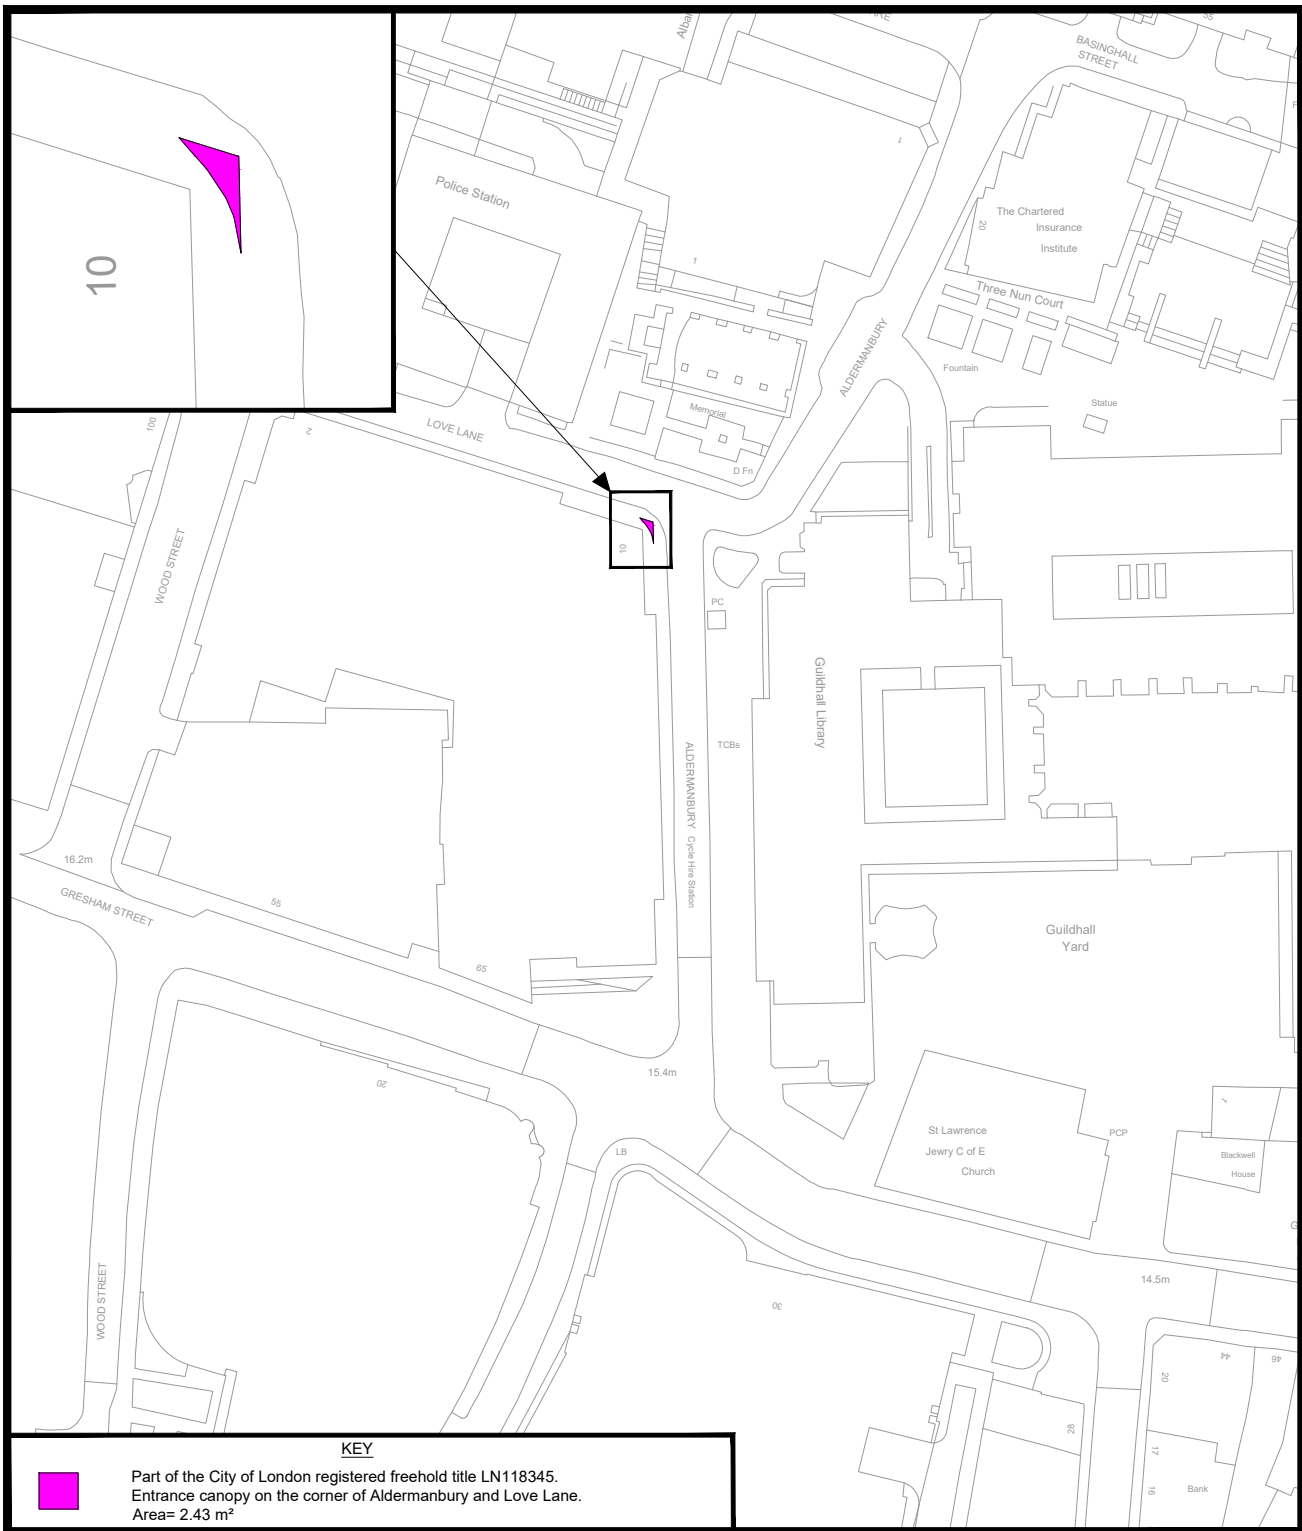 55
BASINGHALL
STREET
1
Police Station
The Chartered
Insurance
Institute
20
1
10
Three Nun Court
ALDERMANBURY
Fountain
Statue
Memorial
100
2
LOVE LANE
D Fn
WOOD STREET
10
PC
Guildhall Library
TCBs
ALDERMANBURY
Cycle Hire Station
16.2m
GRESHAM STREET
55
65
Guildhall
Yard
15.4m
20
St Lawrence
Jewry C of E
Church
PCP
LB
1
Blackwell
House
WOOD STREET
14.5m
30
44
46
20
28
17
16
Bank
KEY
Part of the City of London registered freehold title LN118345.
Entrance canopy on the corner of Aldermanbury and Love Lane.
Area= 2.43 m²